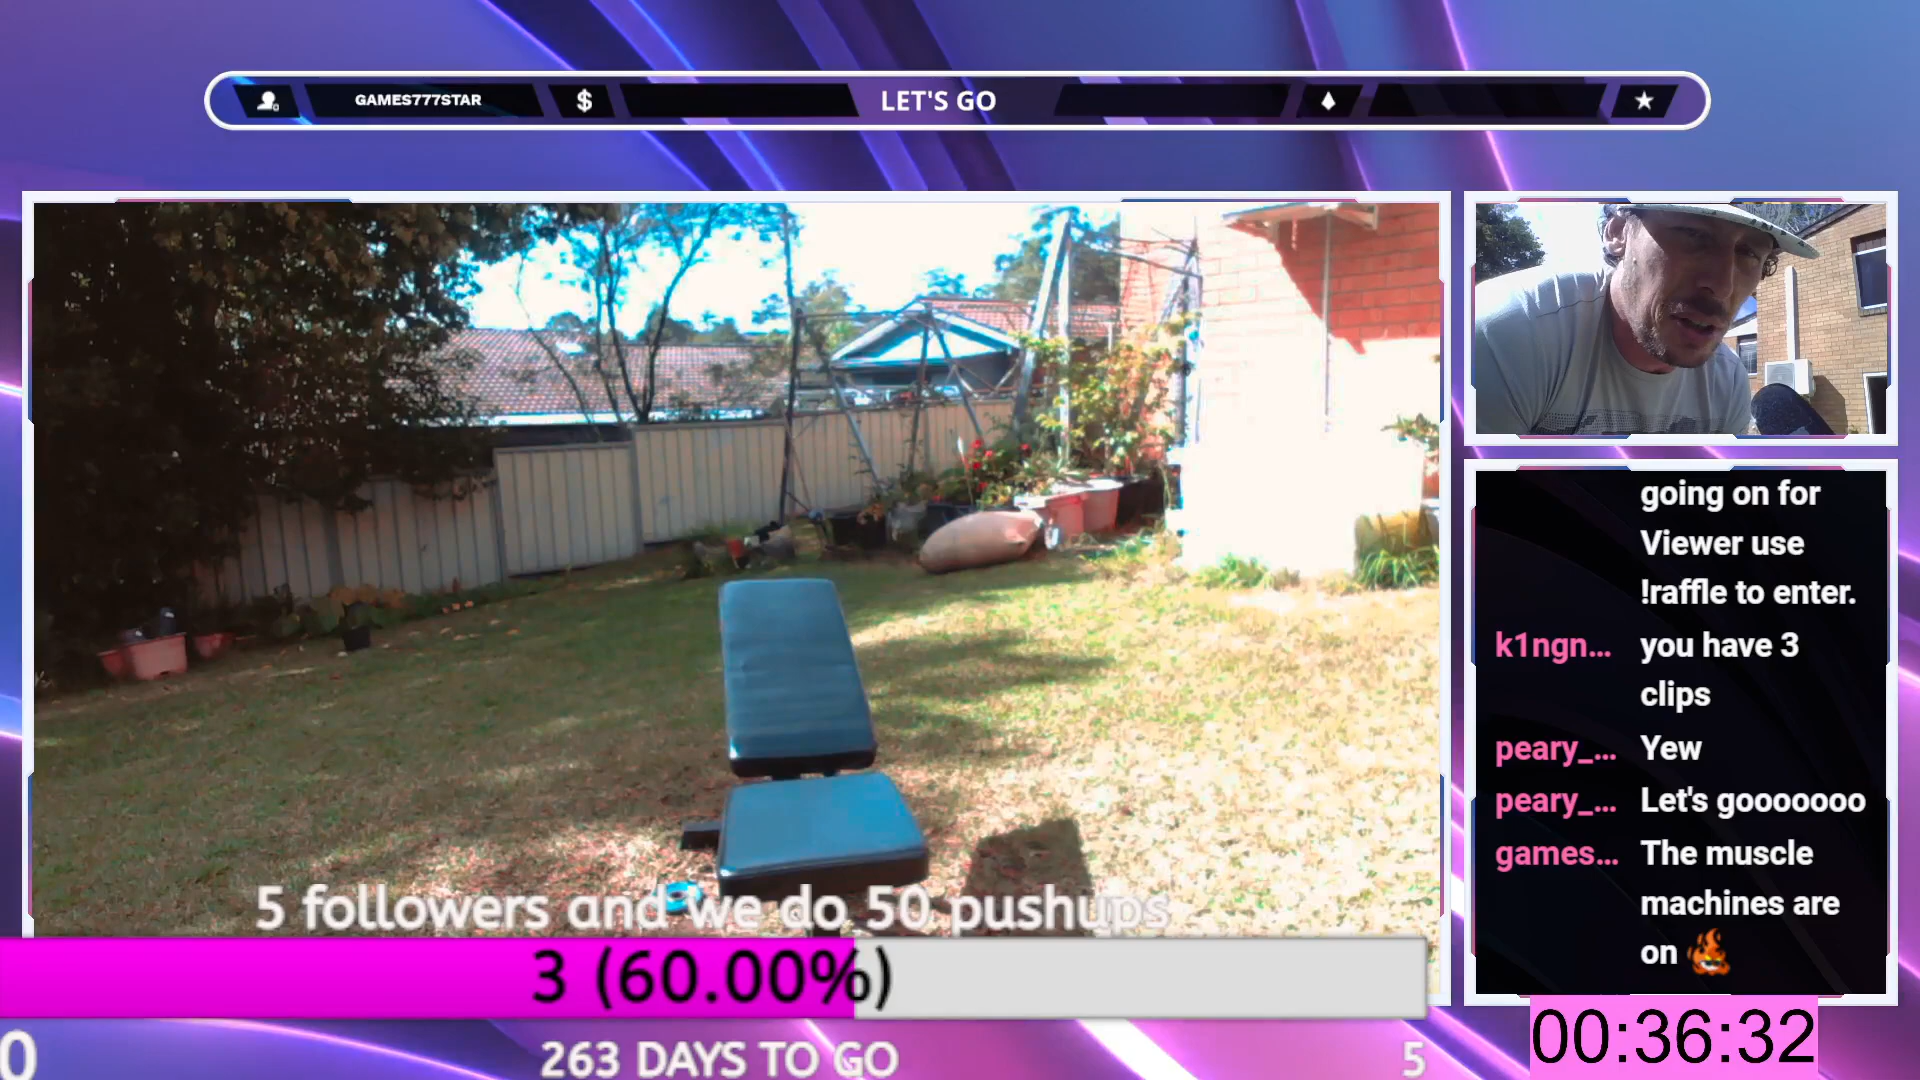 GAMES777STAR
$
LET'S GO
going on for
Viewer use
!raffle to enter.
k1ngn... you have 3
clips
peary_... Yew
peary_... Let's gooooooo
games... The muscle
machines are
on
5 followers and we do 50 pushups
3 (60.00%)
0 263 DAYS TO GO 5
00:36:32